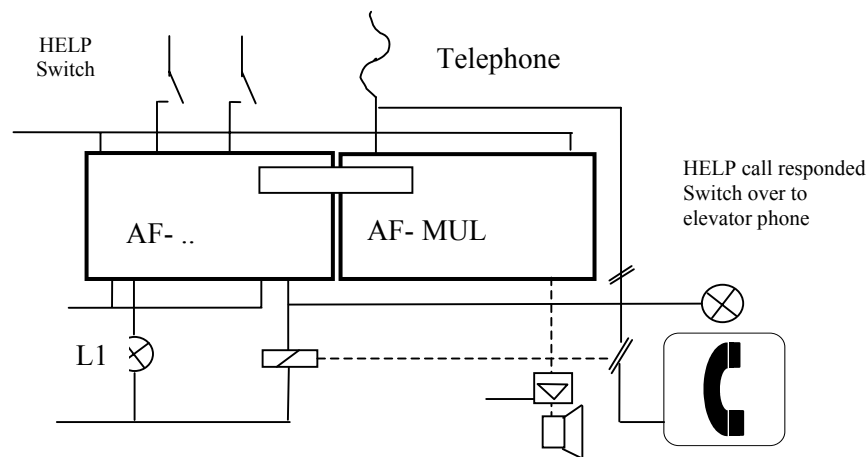 HELP
Switch
Telephone
HELP call responded
Switch over to
elevator phone
AF- ..
AF- MUL
L1